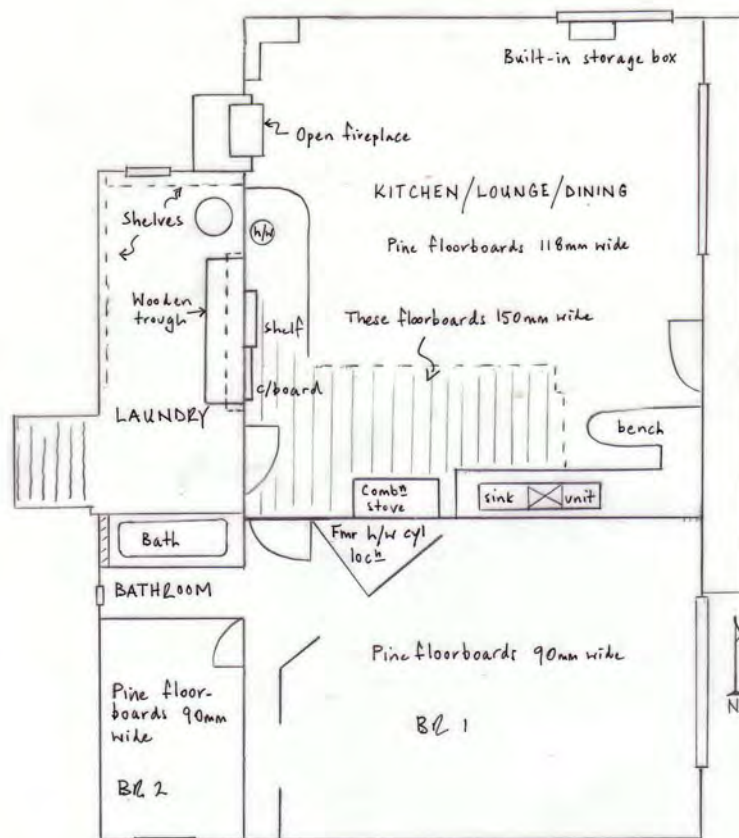 Built-in storage box
Open fireplace
KITCHEN/LOUNGE/DINING
Shelves
h/w
Pine floorboards 118mm wide
Wooden
trough
shelf
These floorboards 150mm wide
c/board
LAUNDRY
bench
Combⁿ
stove
sink
unit
Bath
Fmr h/w cyl
locⁿ
BATHROOM
Pine floorboards 90mm wide
Pine floor-
boards 90mm
wide
BR 1
BR 2
N